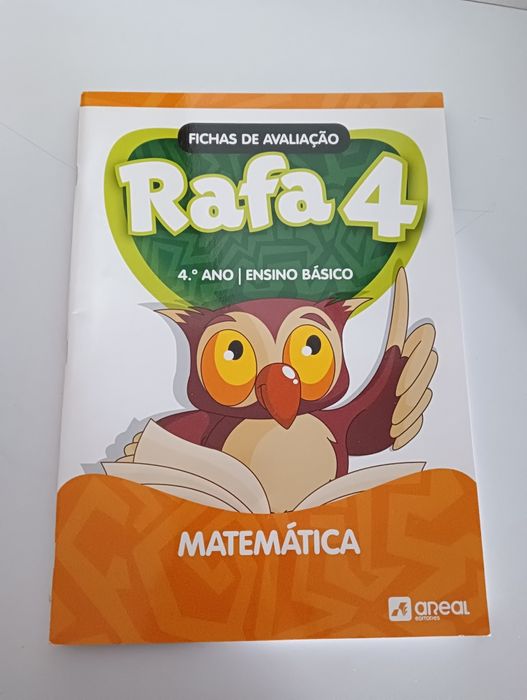 FICHAS DE AVALIAÇÃO
Rafa 4
4.º ANO | ENSINO BÁSICO
MATEMÁTICA
areal
EDITORES